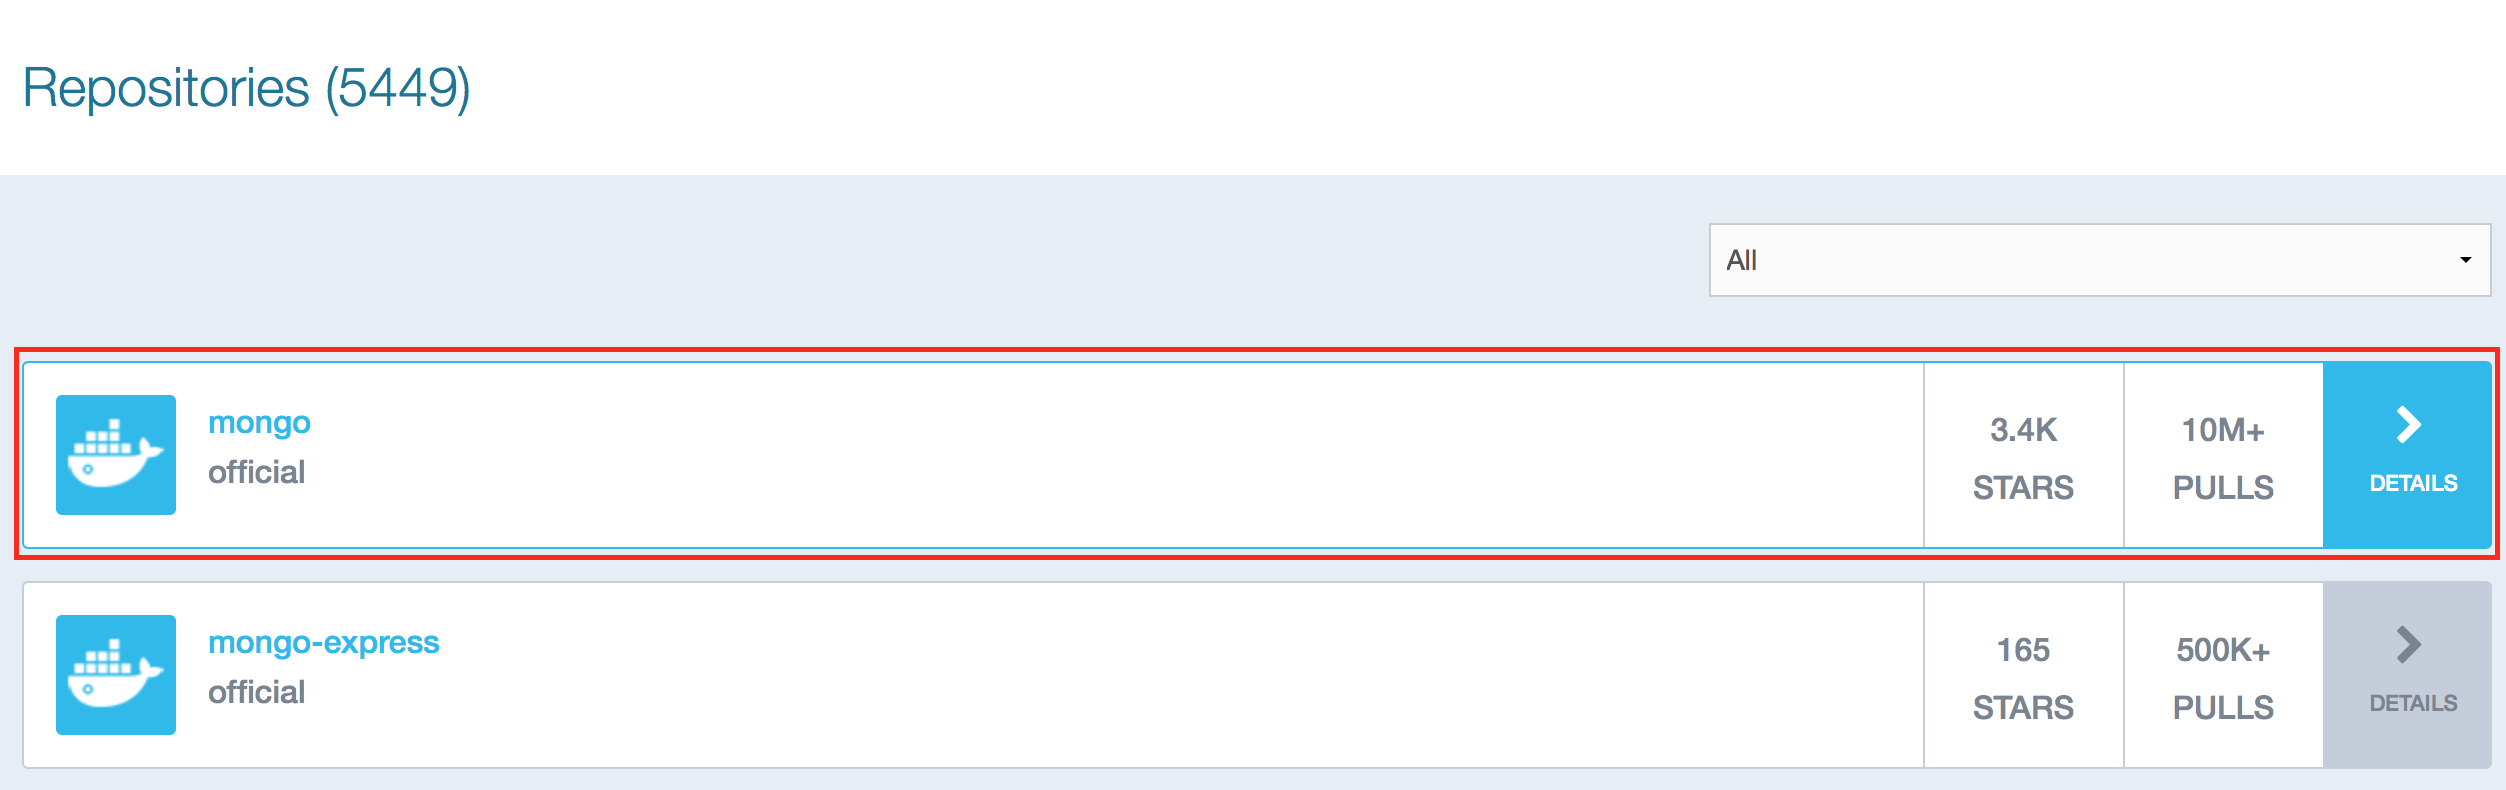 Repositories (5449)
All
mongo
official
3.4K
STARS
10M+
PULLS
DETAILS
mongo-express
official
165
STARS
500K+
PULLS
DETAILS